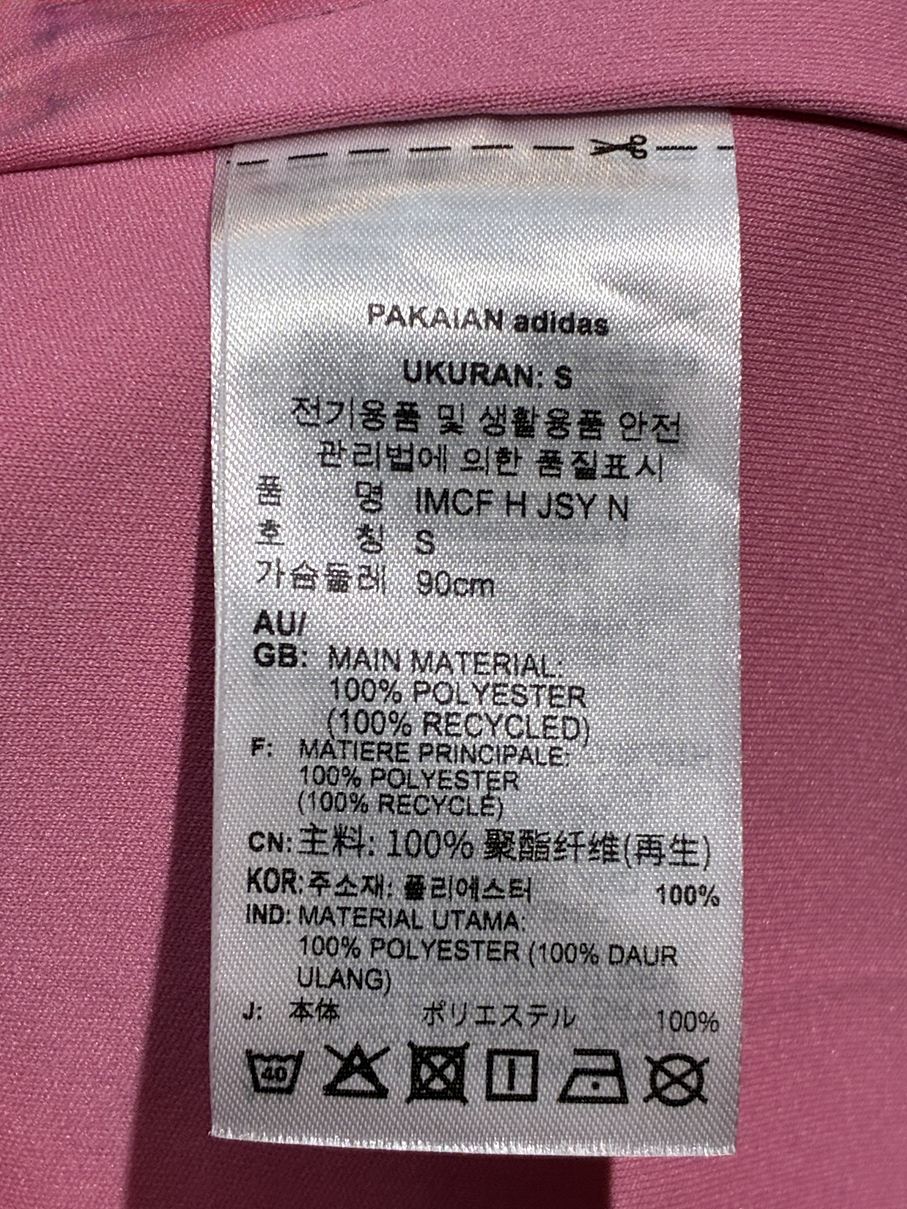 PAKAIAN adidas
UKURAN: S
전기용품 및 생활용품 안전
관리법에 의한 품질표시
품 명 IMCF H JSY N
호 칭 S
가슴둘레 90cm
AU/
GB: MAIN MATERIAL:
100% POLYESTER
(100% RECYCLED)
F: MATIERE PRINCIPALE:
100% POLYESTER
(100% RECYCLÉ)
CN: 主料: 100% 聚酯纤维(再生)
KOR: 주소재: 폴리에스터 100%
IND: MATERIAL UTAMA:
100% POLYESTER (100% DAUR
ULANG)
J: 本体 ポリエステル 100%
40